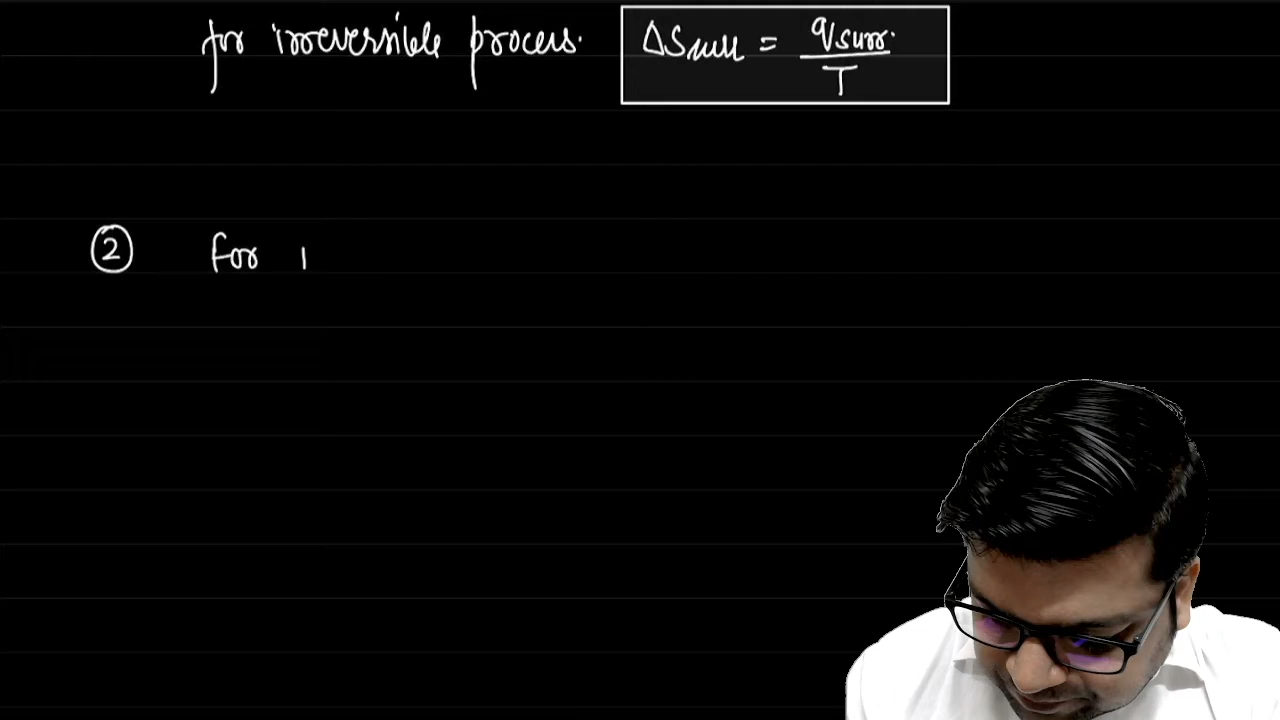 for irreversible process. ΔSsurr = qsurr. / T
② for I